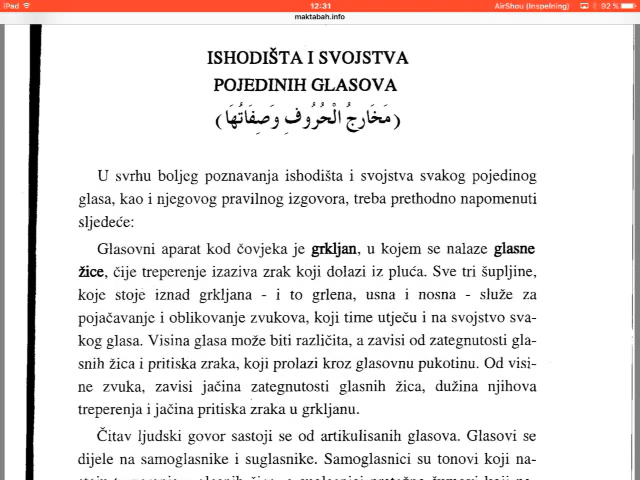 iPad 12:31 AirShou (Inspelning) 92 %
maktabah.info
ISHODIŠTA I SVOJSTVA
POJEDINIH GLASOVA
(مَخَارِجُ الْحُرُوفِ وَصِفَاتُهَا)
U svrhu boljeg poznavanja ishodišta i svojstva svakog pojedinog
glasa, kao i njegovog pravilnog izgovora, treba prethodno napomenuti
sljedeće:
Glasovni aparat kod čovjeka je grkljan, u kojem se nalaze glasne
žice, čije treperenje izaziva zrak koji dolazi iz pluća. Sve tri šupljine,
koje stoje iznad grkljana - i to grlena, usna i nosna - služe za
pojačavanje i oblikovanje zvukova, koji time utječu i na svojstvo sva-
kog glasa. Visina glasa može biti različita, a zavisi od zategnutosti gla-
snih žica i pritiska zraka, koji prolazi kroz glasovnu pukotinu. Od visi-
ne zvuka, zavisi jačina zategnutosti glasnih žica, dužina njihova
treperenja i jačina pritiska zraka u grkljanu.
Čitav ljudski govor sastoji se od artikulisanih glasova. Glasovi se
dijele na samoglasnike i suglasnike. Samoglasnici su tonovi koji na-